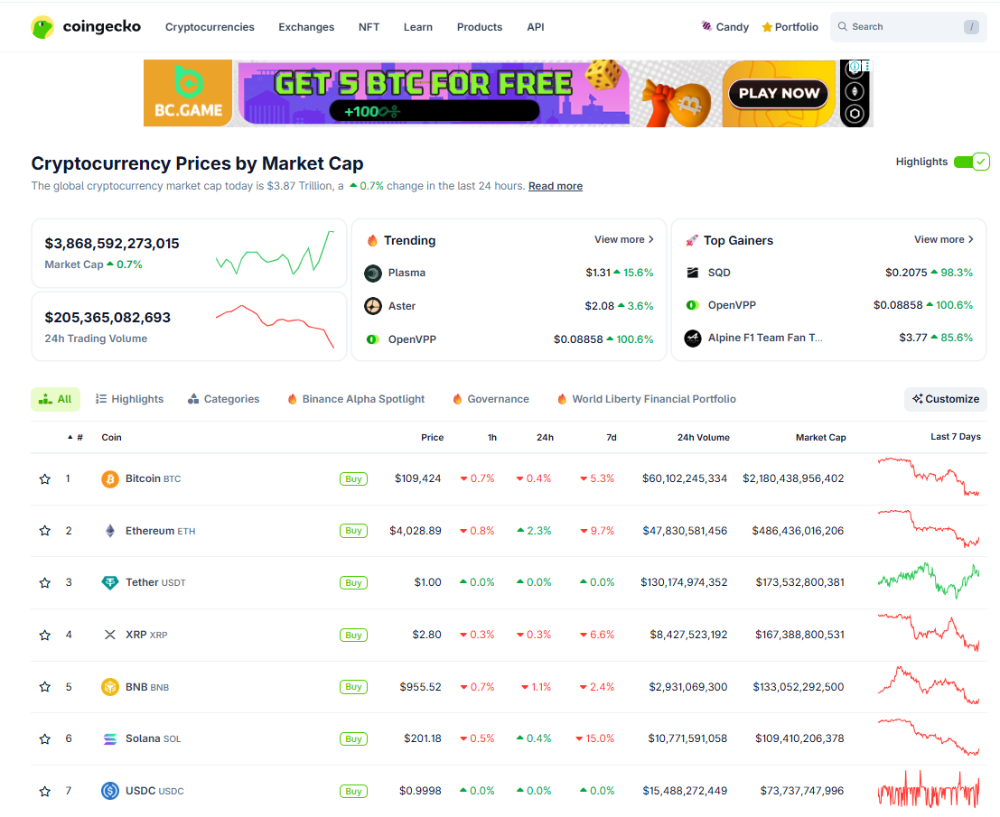 coingecko Cryptocurrencies Exchanges NFT Learn Products API Candy Portfolio Search /
BC.GAME GET 5 BTC FOR FREE PLAY NOW
+100
Cryptocurrency Prices by Market Cap Highlights
The global cryptocurrency market cap today is $3.87 Trillion, a 0.7% change in the last 24 hours. Read more
$3,868,592,273,015
Market Cap 0.7%
$205,365,082,693
24h Trading Volume
Trending View more
Plasma $1.31 15.6%
Aster $2.08 3.6%
OpenVPP $0.08858 100.6%
Top Gainers View more
SQD $0.2075 98.3%
OpenVPP $0.08858 100.6%
Alpine F1 Team Fan T... $3.77 85.6%
All Highlights Categories Binance Alpha Spotlight Governance World Liberty Financial Portfolio Customize
# Coin Price 1h 24h 7d 24h Volume Market Cap Last 7 Days
1 Bitcoin BTC Buy $109,424 0.7% 0.4% 5.3% $60,102,245,334 $2,180,438,956,402
2 Ethereum ETH Buy $4,028.89 0.8% 2.3% 9.7% $47,830,581,456 $486,436,016,206
3 Tether USDT Buy $1.00 0.0% 0.0% 0.0% $130,174,974,352 $173,532,800,381
4 XRP XRP Buy $2.80 0.3% 0.3% 6.6% $8,427,523,192 $167,388,800,531
5 BNB BNB Buy $955.52 0.7% 1.1% 2.4% $2,931,069,300 $133,052,292,500
6 Solana SOL Buy $201.18 0.5% 0.4% 15.0% $10,771,591,058 $109,410,206,378
7 USDC USDC Buy $0.9998 0.0% 0.0% 0.0% $15,488,272,449 $73,737,747,996